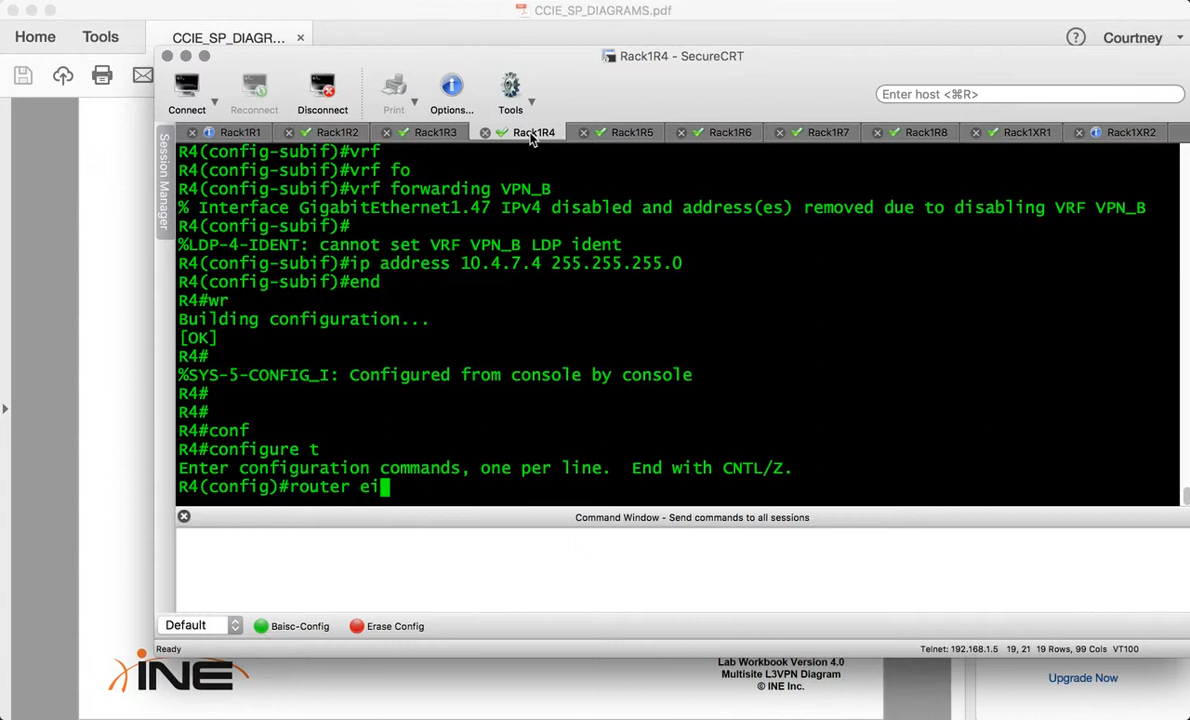 CCIE_SP_DIAGRAMS.pdf
Home Tools CCIE_SP_DIAGR... × ? Courtney
Rack1R4 - SecureCRT
Connect Reconnect Disconnect Print Options... Tools
Enter host <⌘R>
Session Manager
Rack1R1 Rack1R2 Rack1R3 Rack1R4 Rack1R5 Rack1R6 Rack1R7 Rack1R8 Rack1XR1 Rack1XR2
R4(config-subif)#vrf
R4(config-subif)#vrf fo
R4(config-subif)#vrf forwarding VPN_B
% Interface GigabitEthernet1.47 IPv4 disabled and address(es) removed due to disabling VRF VPN_B
R4(config-subif)#
%LDP-4-IDENT: cannot set VRF VPN_B LDP ident
R4(config-subif)#ip address 10.4.7.4 255.255.255.0
R4(config-subif)#end
R4#wr
Building configuration...
[OK]
R4#
%SYS-5-CONFIG_I: Configured from console by console
R4#
R4#
R4#conf
R4#configure t
Enter configuration commands, one per line.  End with CNTL/Z.
R4(config)#router ei
Command Window - Send commands to all sessions
Default Baisc-Config Erase Config
Ready Telnet: 192.168.1.5 19, 21 19 Rows, 99 Cols VT100
INE
Lab Workbook Version 4.0
Multisite L3VPN Diagram
© INE Inc.
Upgrade Now